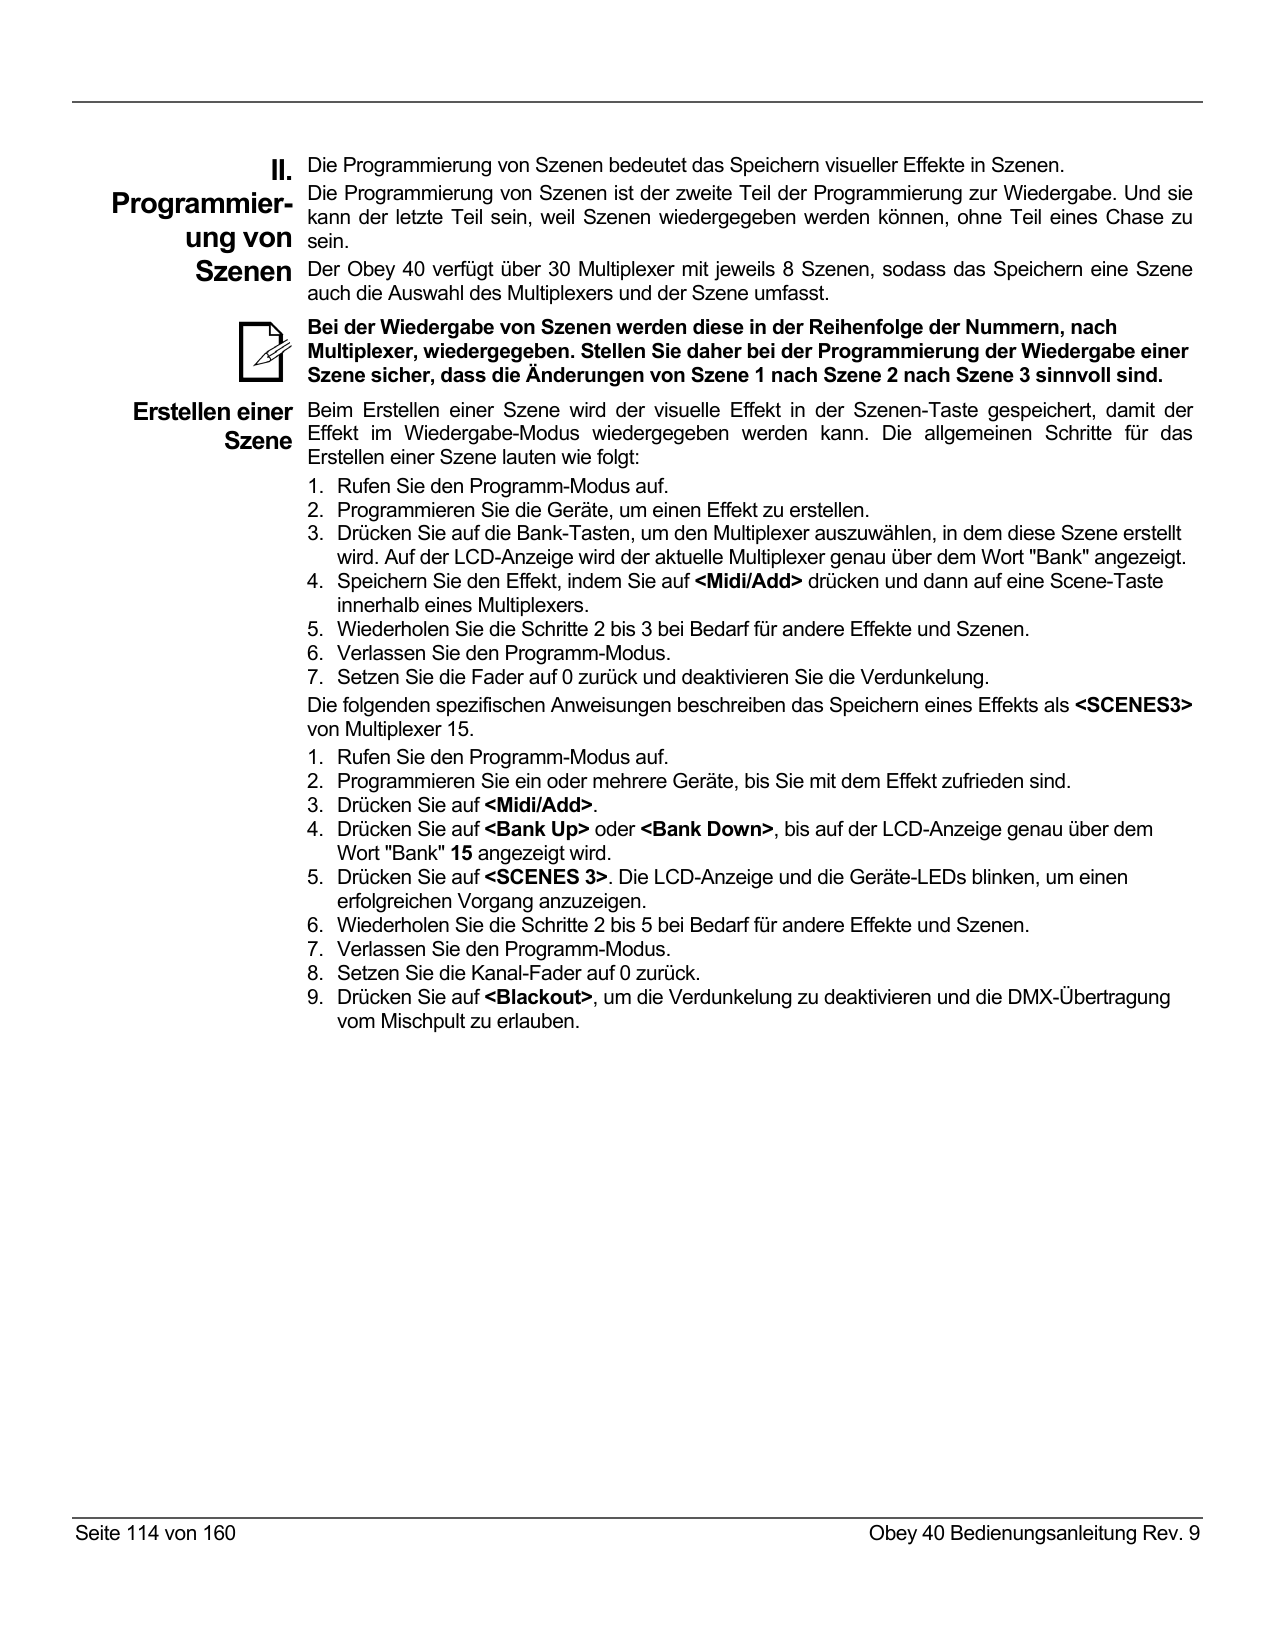 II.
Programmier-
ung von
Szenen
Die Programmierung von Szenen bedeutet das Speichern visueller Effekte in Szenen.
Die Programmierung von Szenen ist der zweite Teil der Programmierung zur Wiedergabe. Und sie
kann der letzte Teil sein, weil Szenen wiedergegeben werden können, ohne Teil eines Chase zu
sein.
Der Obey 40 verfügt über 30 Multiplexer mit jeweils 8 Szenen, sodass das Speichern eine Szene
auch die Auswahl des Multiplexers und der Szene umfasst.
Bei der Wiedergabe von Szenen werden diese in der Reihenfolge der Nummern, nach
Multiplexer, wiedergegeben. Stellen Sie daher bei der Programmierung der Wiedergabe einer
Szene sicher, dass die Änderungen von Szene 1 nach Szene 2 nach Szene 3 sinnvoll sind.
Erstellen einer
Szene
Beim Erstellen einer Szene wird der visuelle Effekt in der Szenen-Taste gespeichert, damit der
Effekt im Wiedergabe-Modus wiedergegeben werden kann. Die allgemeinen Schritte für das
Erstellen einer Szene lauten wie folgt:
1. Rufen Sie den Programm-Modus auf.
2. Programmieren Sie die Geräte, um einen Effekt zu erstellen.
3. Drücken Sie auf die Bank-Tasten, um den Multiplexer auszuwählen, in dem diese Szene erstellt
wird. Auf der LCD-Anzeige wird der aktuelle Multiplexer genau über dem Wort "Bank" angezeigt.
4. Speichern Sie den Effekt, indem Sie auf <Midi/Add> drücken und dann auf eine Scene-Taste
innerhalb eines Multiplexers.
5. Wiederholen Sie die Schritte 2 bis 3 bei Bedarf für andere Effekte und Szenen.
6. Verlassen Sie den Programm-Modus.
7. Setzen Sie die Fader auf 0 zurück und deaktivieren Sie die Verdunkelung.
Die folgenden spezifischen Anweisungen beschreiben das Speichern eines Effekts als <SCENES3>
von Multiplexer 15.
1. Rufen Sie den Programm-Modus auf.
2. Programmieren Sie ein oder mehrere Geräte, bis Sie mit dem Effekt zufrieden sind.
3. Drücken Sie auf <Midi/Add>.
4. Drücken Sie auf <Bank Up> oder <Bank Down>, bis auf der LCD-Anzeige genau über dem
Wort "Bank" 15 angezeigt wird.
5. Drücken Sie auf <SCENES 3>. Die LCD-Anzeige und die Geräte-LEDs blinken, um einen
erfolgreichen Vorgang anzuzeigen.
6. Wiederholen Sie die Schritte 2 bis 5 bei Bedarf für andere Effekte und Szenen.
7. Verlassen Sie den Programm-Modus.
8. Setzen Sie die Kanal-Fader auf 0 zurück.
9. Drücken Sie auf <Blackout>, um die Verdunkelung zu deaktivieren und die DMX-Übertragung
vom Mischpult zu erlauben.
Seite 114 von 160
Obey 40 Bedienungsanleitung Rev. 9